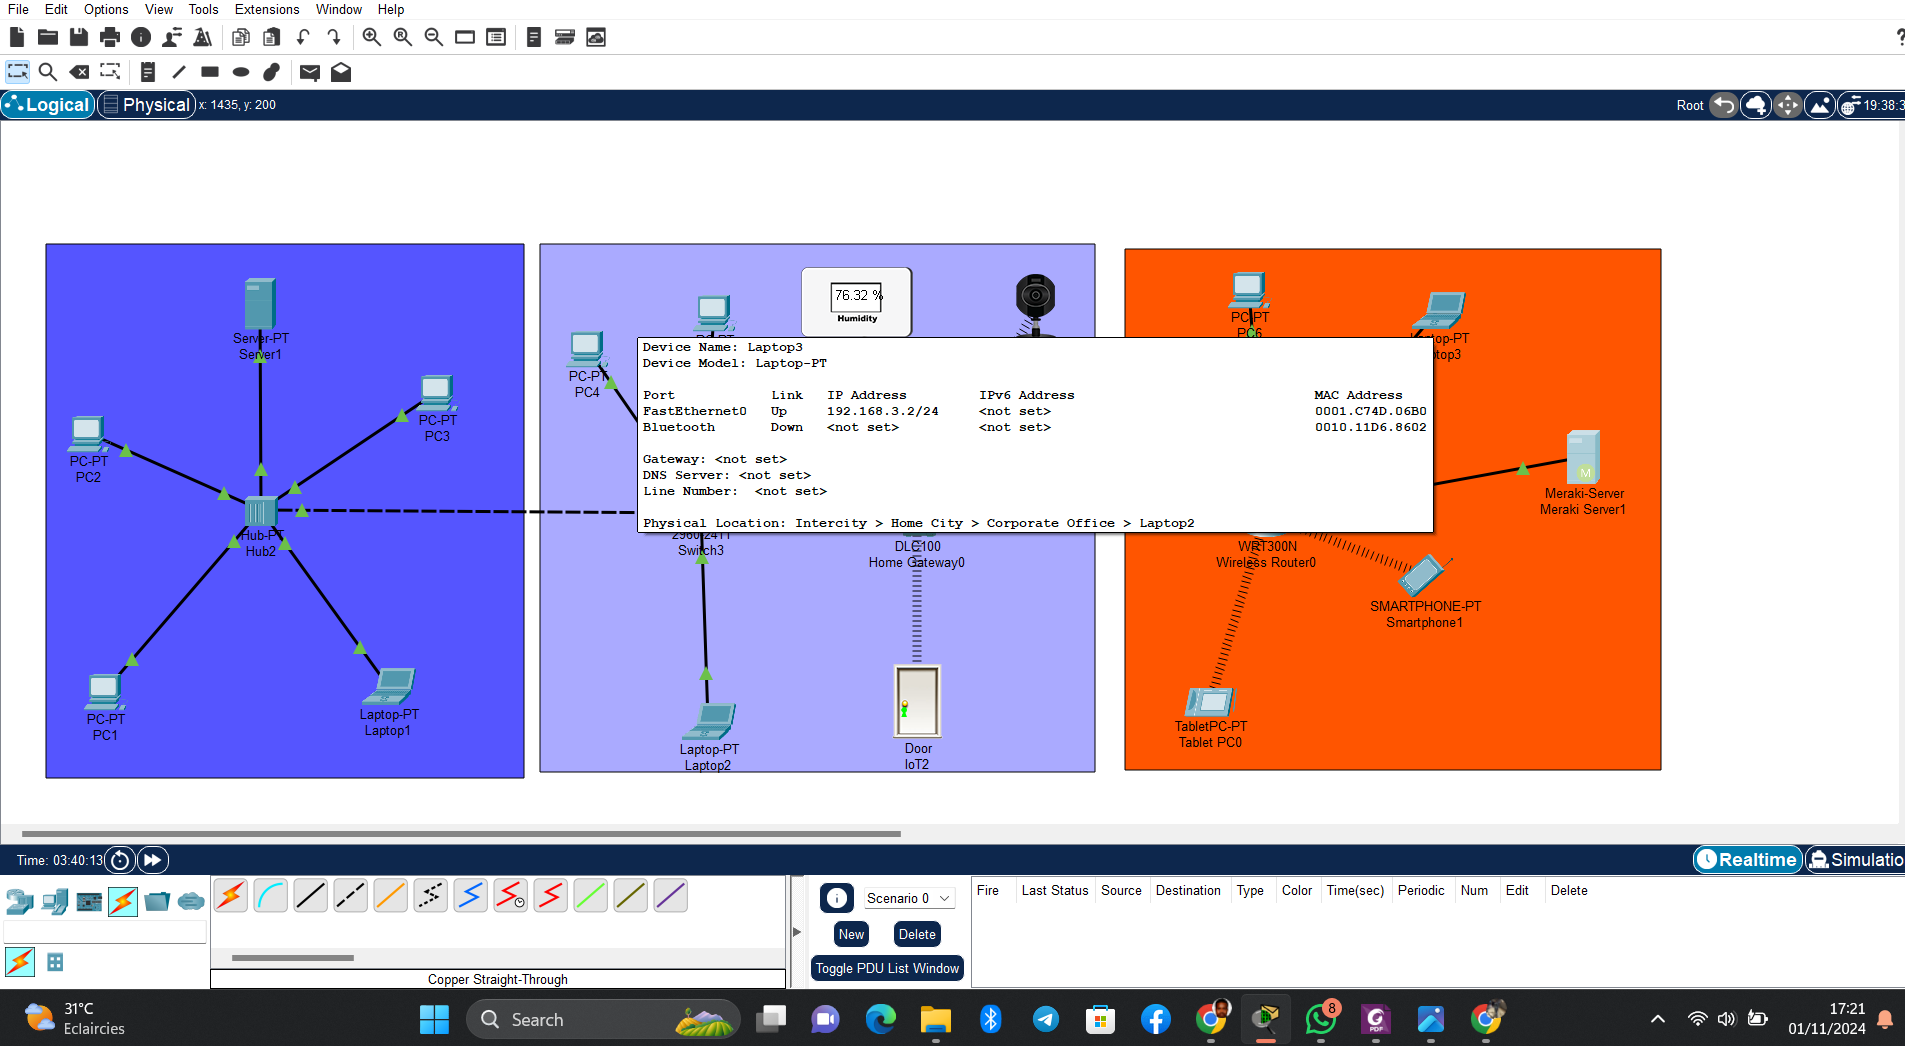 File Edit Options View Tools Extensions Window Help
?
Logical Physical x: 1435, y: 200 Root 19:38:3
76.32 %
Humidity
Server-PT
Server1
PC-PT
PC2
PC-PT
PC3
Hub-PT
Hub2
PC-PT
PC1
Laptop-PT
Laptop1
PC-PT
PC4
PC-PT
PC6
Device Name: Laptop3
Device Model: Laptop-PT
Port Link IP Address IPv6 Address MAC Address
FastEthernet0 Up 192.168.3.2/24 <not set> 0001.C74D.06B0
Bluetooth Down <not set> <not set> 0010.11D6.8602
Gateway: <not set>
DNS Server: <not set>
Line Number: <not set>
Physical Location: Intercity > Home City > Corporate Office > Laptop2
Switch3
DLC100
Home Gateway0
Laptop-PT
Laptop2
Door
IoT2
M
Meraki-Server
Meraki Server1
WRT300N
Wireless Router0
SMARTPHONE-PT
Smartphone1
TabletPC-PT
Tablet PC0
Time: 03:40:13 Realtime Simulatio
Scenario 0
New Delete
Toggle PDU List Window
Fire Last Status Source Destination Type Color Time(sec) Periodic Num Edit Delete
Copper Straight-Through
31°C
Eclaircies
Search
8
PDF
17:21
01/11/2024